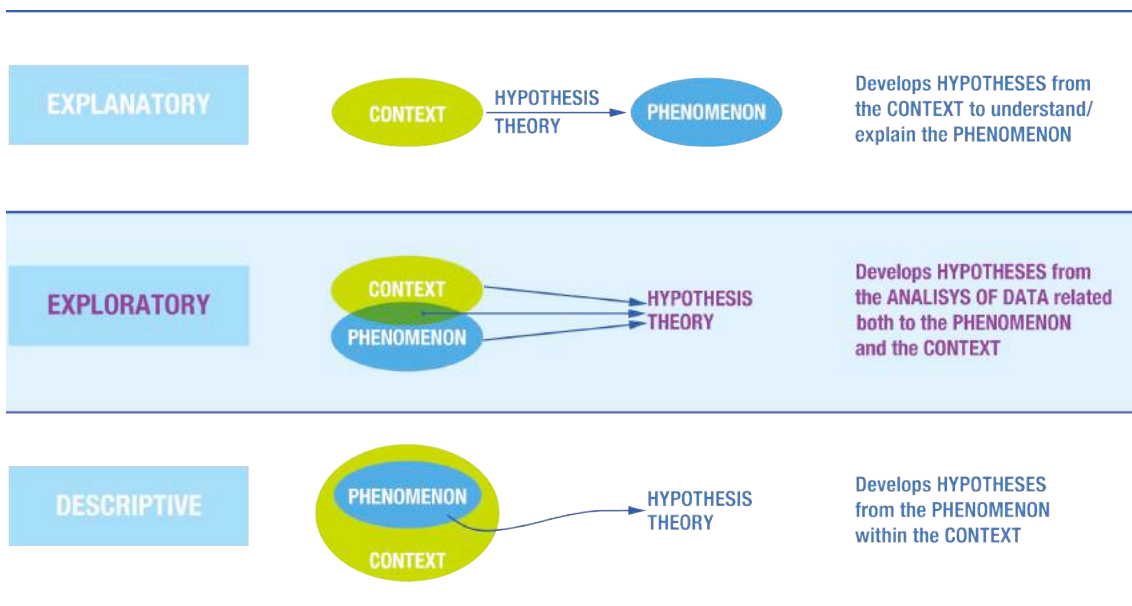 EXPLANATORY
CONTEXT
HYPOTHESIS
THEORY
PHENOMENON
Develops HYPOTHESES from
the CONTEXT to understand/
explain the PHENOMENON
EXPLORATORY
CONTEXT
PHENOMENON
HYPOTHESIS
THEORY
Develops HYPOTHESES from
the ANALISYS OF DATA related
both to the PHENOMENON
and the CONTEXT
DESCRIPTIVE
PHENOMENON
CONTEXT
HYPOTHESIS
THEORY
Develops HYPOTHESES
from the PHENOMENON
within the CONTEXT